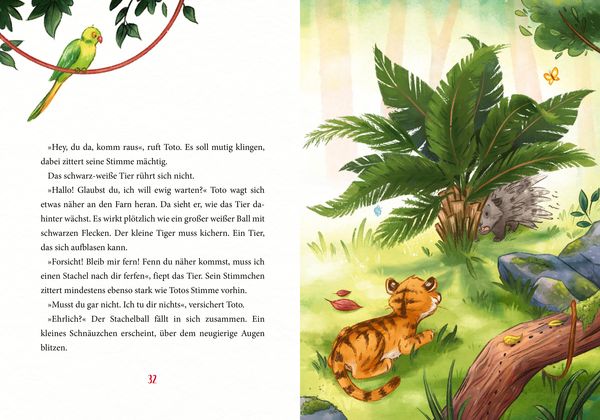 »Hey, du da, komm raus«, ruft Toto. Es soll mutig klingen,
dabei zittert seine Stimme mächtig.
Das schwarz-weiße Tier rührt sich nicht.
»Hallo! Glaubst du, ich will ewig warten?« Toto wagt sich
etwas näher an den Farn heran. Da sieht er, wie das Tier da-
hinter wächst. Es wirkt plötzlich wie ein großer weißer Ball mit
schwarzen Flecken. Der kleine Tiger muss kichern. Ein Tier,
das sich aufblasen kann.
»Forsicht! Bleib mir fern! Fenn du näher kommst, muss ich
einen Stachel nach dir ferfen«, fiept das Tier. Sein Stimmchen
zittert mindestens ebenso stark wie Totos Stimme vorhin.
»Musst du gar nicht. Ich tu dir nichts«, versichert Toto.
»Ehrlich?« Der Stachelball fällt in sich zusammen. Ein
kleines Schnäuzchen erscheint, über dem neugierige Augen
blitzen.
32